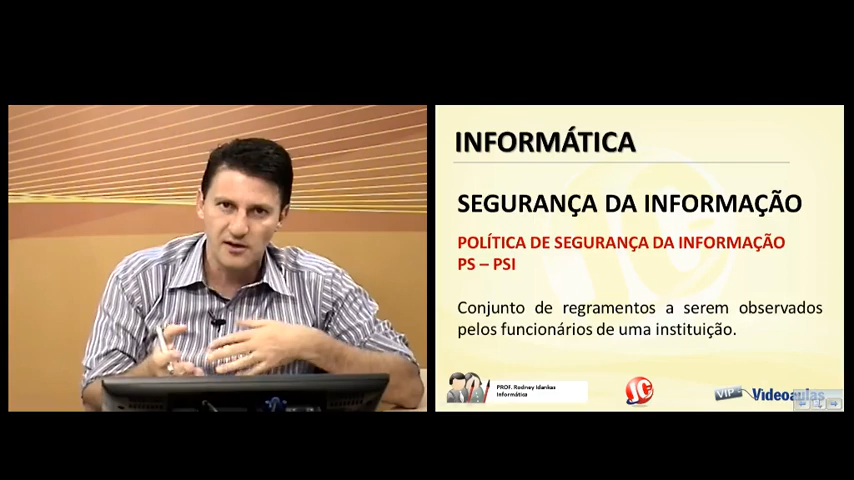 INFORMÁTICA
SEGURANÇA DA INFORMAÇÃO
POLÍTICA DE SEGURANÇA DA INFORMAÇÃO
PS – PSI
Conjunto de regramentos a serem observados
pelos funcionários de uma instituição.
PROF. Rodney Idankas
Informática
JC
VIP Videoaulas